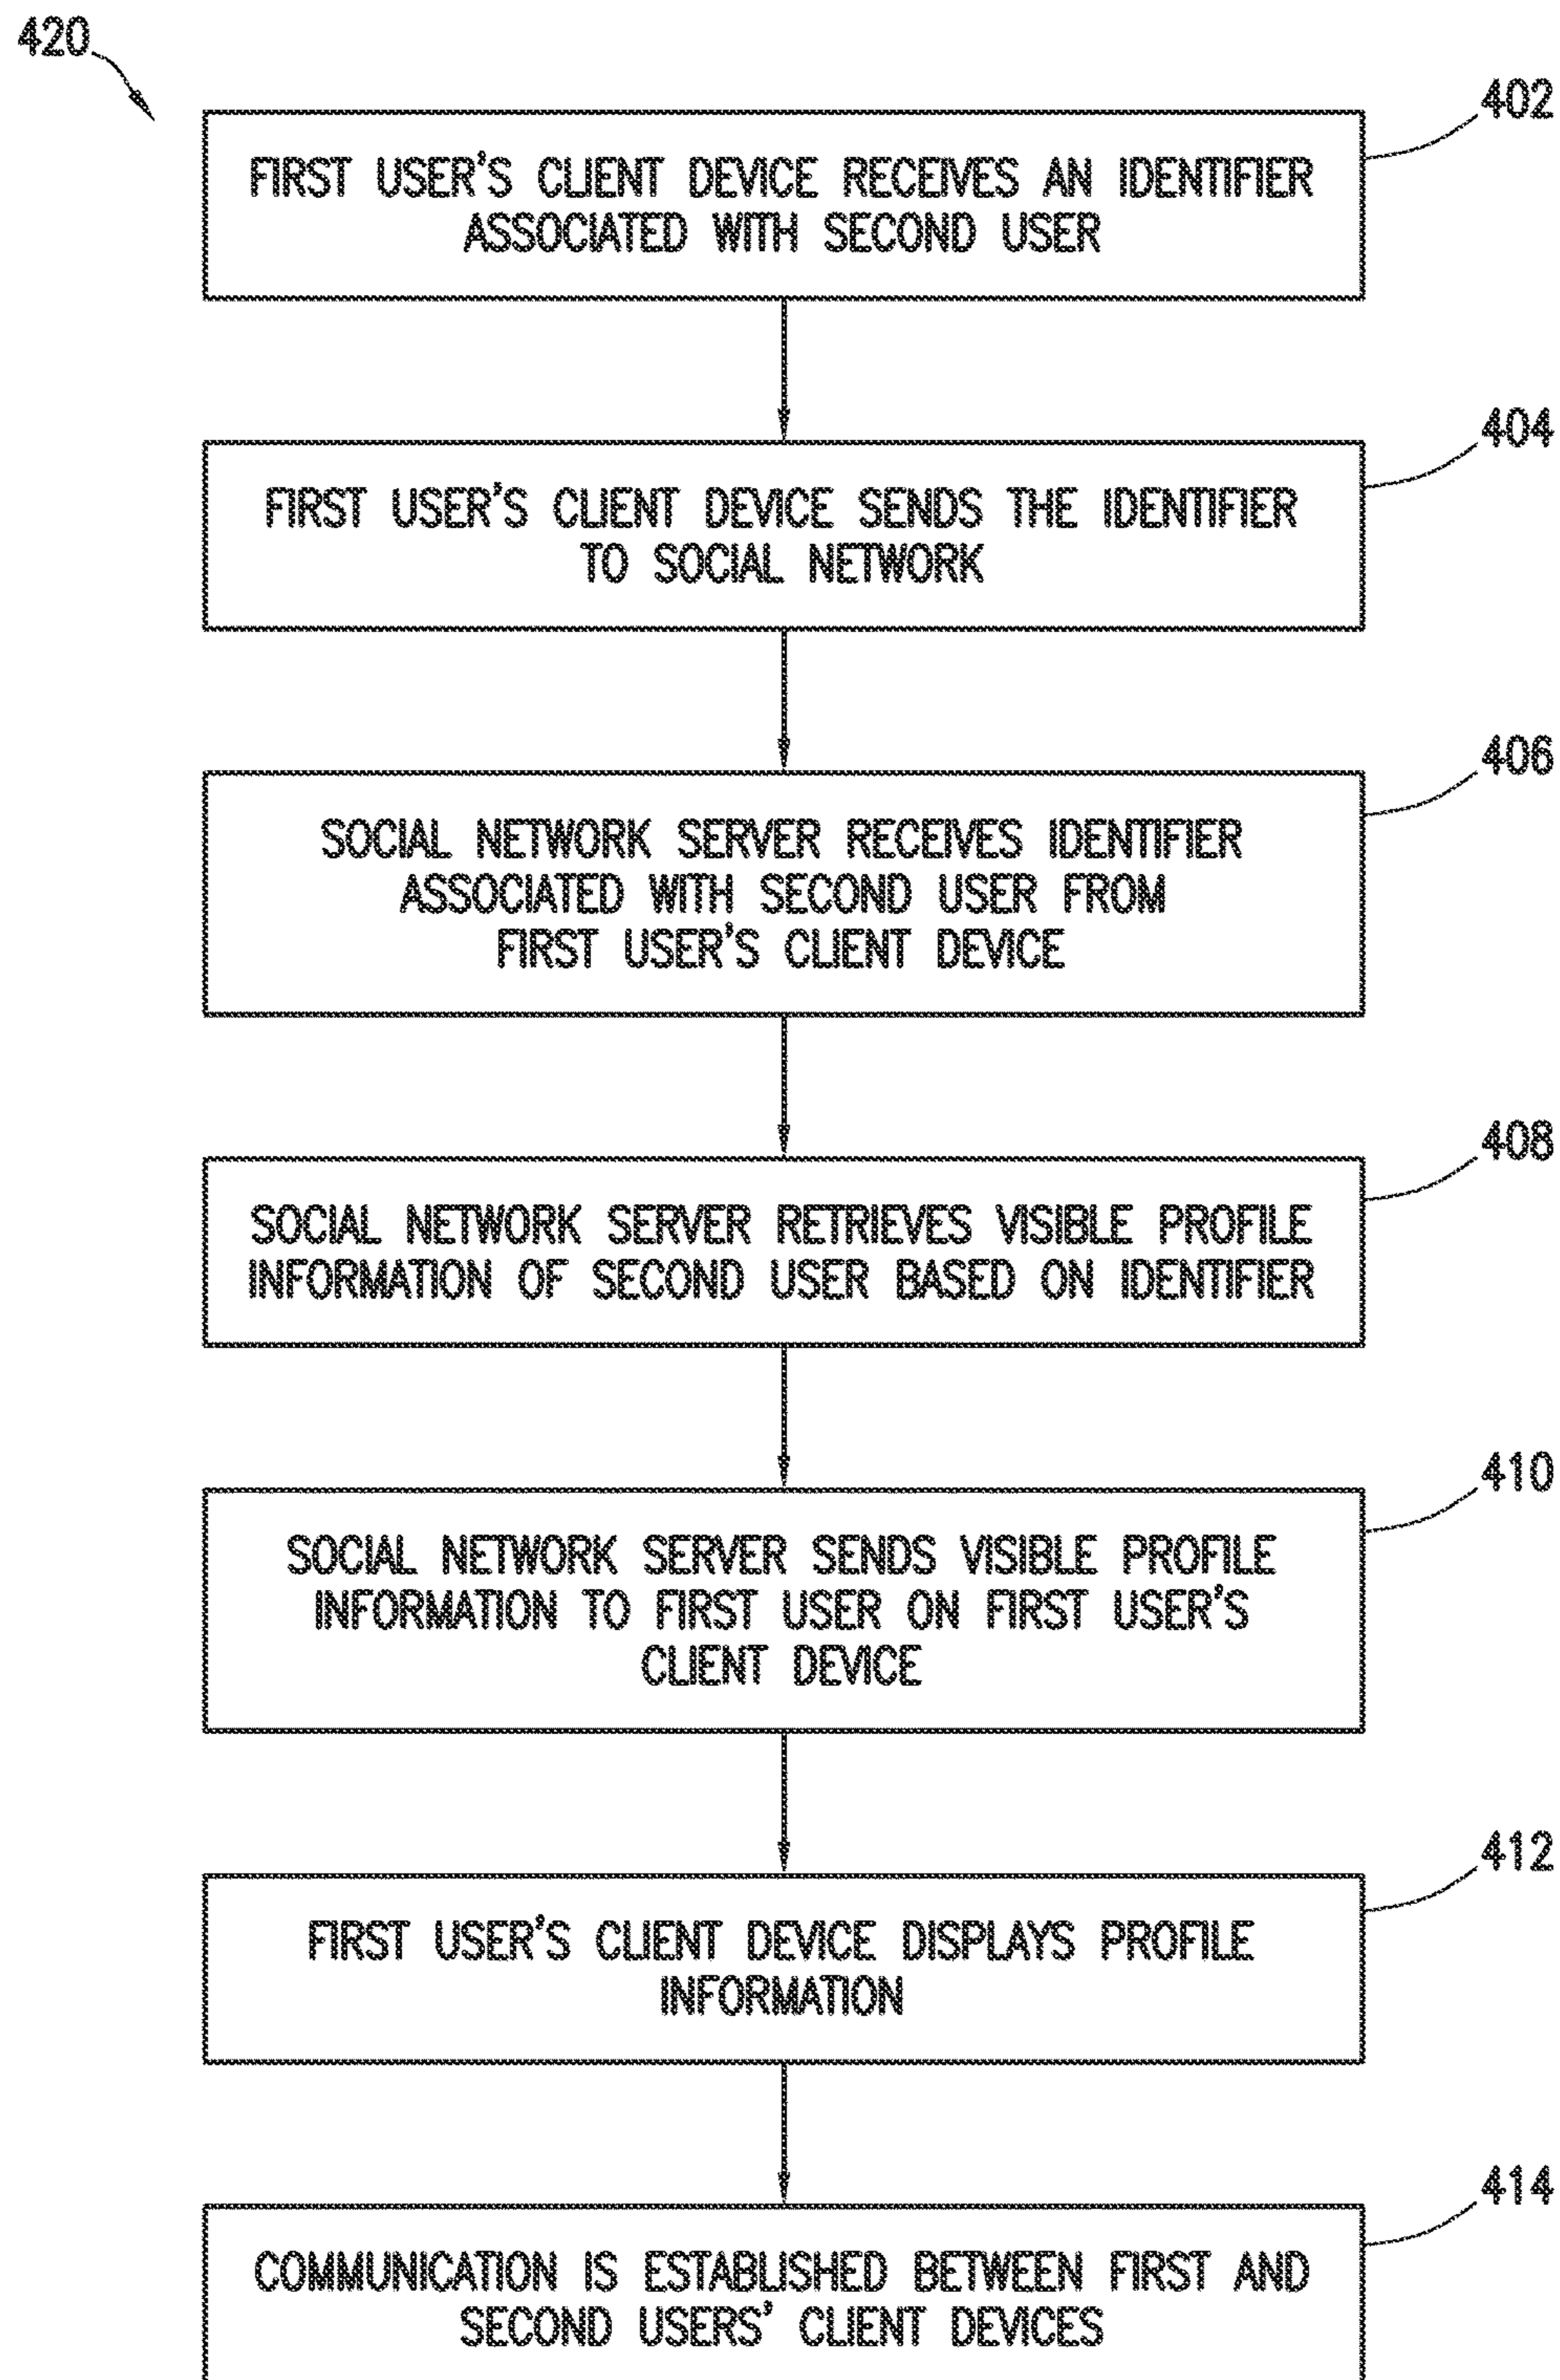 420
402
FIRST USER'S CLIENT DEVICE RECEIVES AN IDENTIFIER
ASSOCIATED WITH SECOND USER
404
FIRST USER'S CLIENT DEVICE SENDS THE IDENTIFIER
TO SOCIAL NETWORK
406
SOCIAL NETWORK SERVER RECEIVES IDENTIFIER
ASSOCIATED WITH SECOND USER FROM
FIRST USER'S CLIENT DEVICE
408
SOCIAL NETWORK SERVER RETRIEVES VISIBLE PROFILE
INFORMATION OF SECOND USER BASED ON IDENTIFIER
410
SOCIAL NETWORK SERVER SENDS VISIBLE PROFILE
INFORMATION TO FIRST USER ON FIRST USER'S
CLIENT DEVICE
412
FIRST USER'S CLIENT DEVICE DISPLAYS PROFILE
INFORMATION
414
COMMUNICATION IS ESTABLISHED BETWEEN FIRST AND
SECOND USERS' CLIENT DEVICES